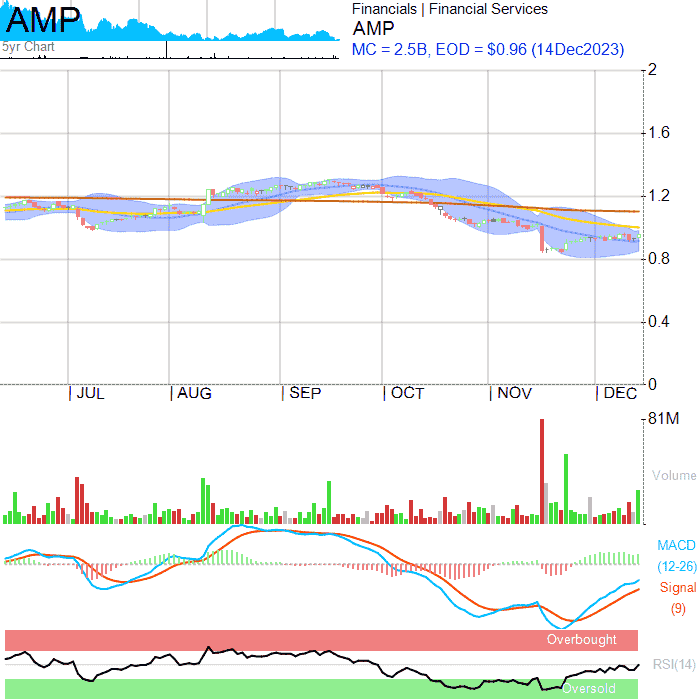 AMP
5yr Chart
Financials | Financial Services
AMP
MC = 2.5B, EOD = $0.96 (14Dec2023)
2
1.6
1.2
0.8
0.4
0
| JUL | AUG | SEP | OCT | NOV | DEC
81M
Volume
MACD
(12-26)
Signal
(9)
Overbought
RSI(14)
Oversold